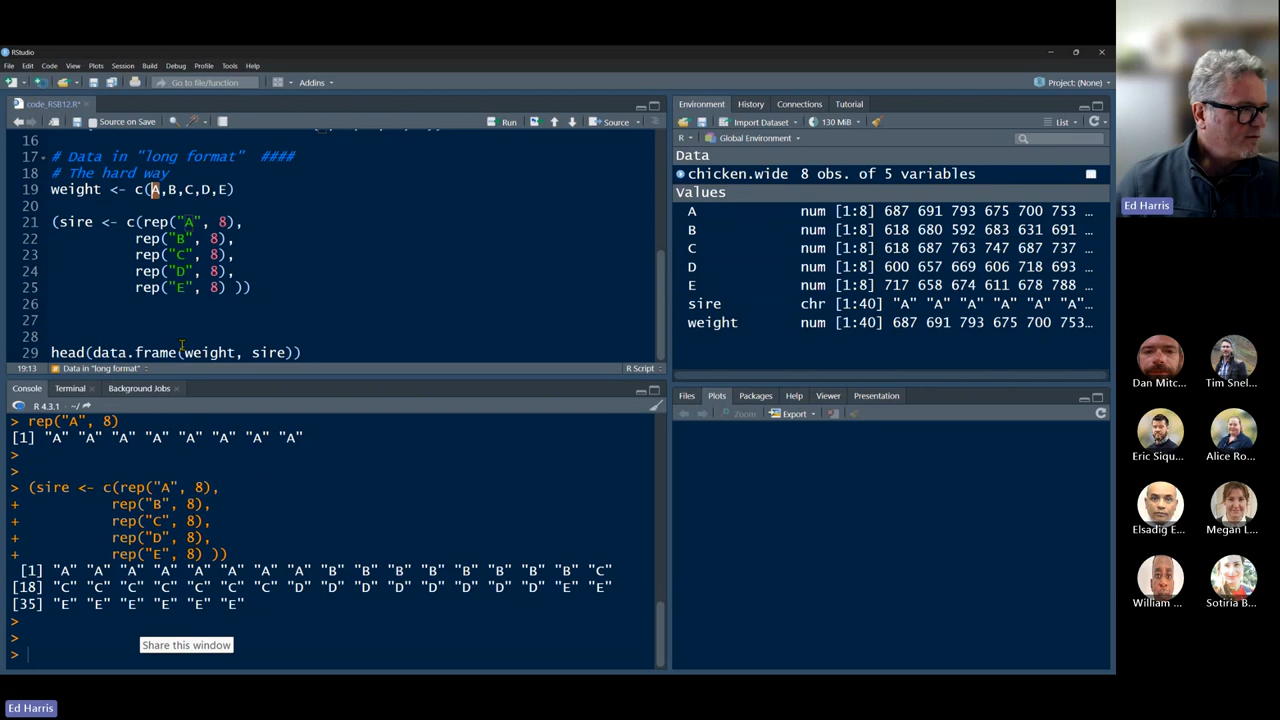 RStudio
File Edit Code View Plots Session Build Debug Profile Tools Help
Go to file/function Addins Project: (None)
code_RSB12.R*
Source on Save Run Source
16
17 # Data in "long format" ####
18 # The hard way
19 weight <- c(A,B,C,D,E)
20
21 (sire <- c(rep("A", 8),
22 rep("B", 8),
23 rep("C", 8),
24 rep("D", 8),
25 rep("E", 8) ))
26
27
28
29 head(data.frame(weight, sire))
19:13 Data in "long format" R Script
Console Terminal Background Jobs
R 4.3.1 · ~/
> rep("A", 8)
[1] "A" "A" "A" "A" "A" "A" "A" "A"
>
>
> (sire <- c(rep("A", 8),
+ rep("B", 8),
+ rep("C", 8),
+ rep("D", 8),
+ rep("E", 8) ))
[1] "A" "A" "A" "A" "A" "A" "A" "A" "B" "B" "B" "B" "B" "B" "B" "B" "C"
[18] "C" "C" "C" "C" "C" "C" "C" "D" "D" "D" "D" "D" "D" "D" "D" "E" "E"
[35] "E" "E" "E" "E" "E" "E"
>
>
>
Share this window
Environment History Connections Tutorial
Import Dataset 130 MiB List
R Global Environment
Data
chicken.wide 8 obs. of 5 variables
Values
A num [1:8] 687 691 793 675 700 753 …
B num [1:8] 618 680 592 683 631 691 …
C num [1:8] 618 687 763 747 687 737 …
D num [1:8] 600 657 669 606 718 693 …
E num [1:8] 717 658 674 611 678 788 …
sire chr [1:40] "A" "A" "A" "A" "A"…
weight num [1:40] 687 691 793 675 700 753…
Files Plots Packages Help Viewer Presentation
Zoom Export
Ed Harris
Dan Mitc... Tim Snel...
Eric Siqu... Alice Ro...
Elsadig E... Megan L...
William ... Sotiria B...
Ed Harris